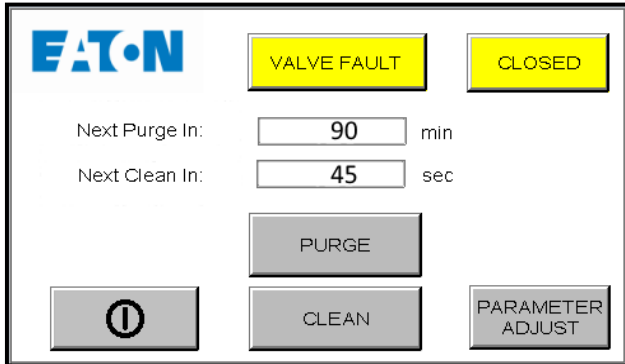 EATON
VALVE FAULT
CLOSED
Next Purge In: 90 min
Next Clean In: 45 sec
PURGE
CLEAN
PARAMETER
ADJUST